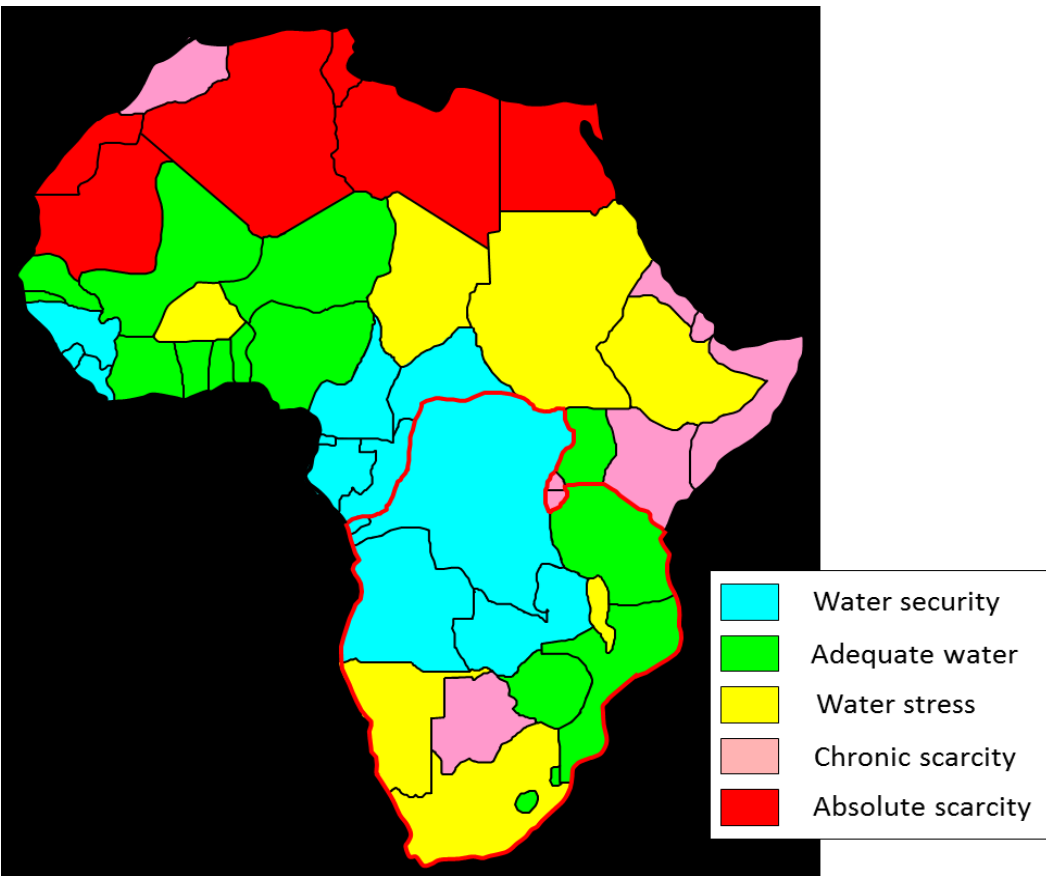 Water security
Adequate water
Water stress
Chronic scarcity
Absolute scarcity